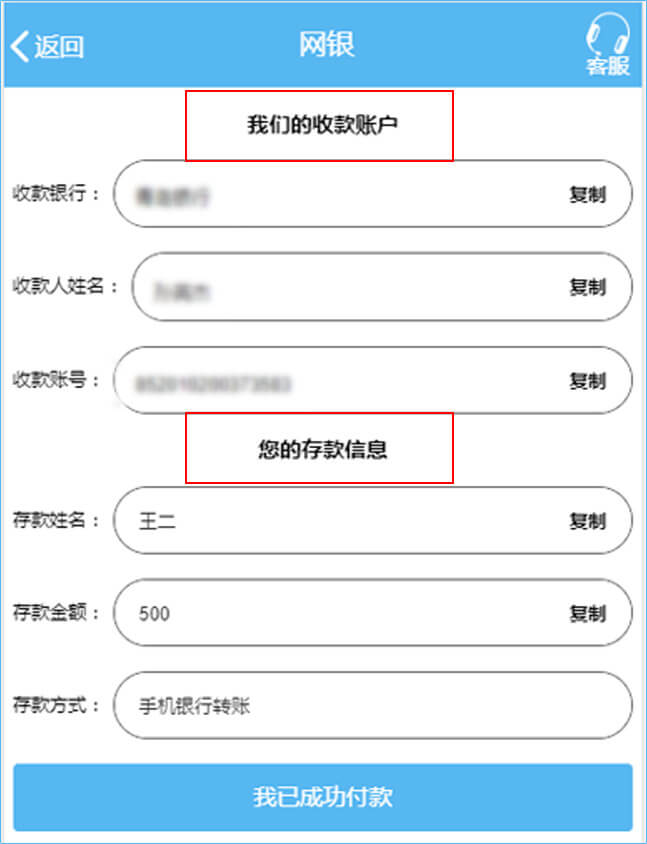 返回
网银
客服
我们的收款账户
收款银行：
复制
收款人姓名：
复制
收款账号：
复制
您的存款信息
存款姓名：
王二
复制
存款金额：
500
复制
存款方式：
手机银行转账
我已成功付款